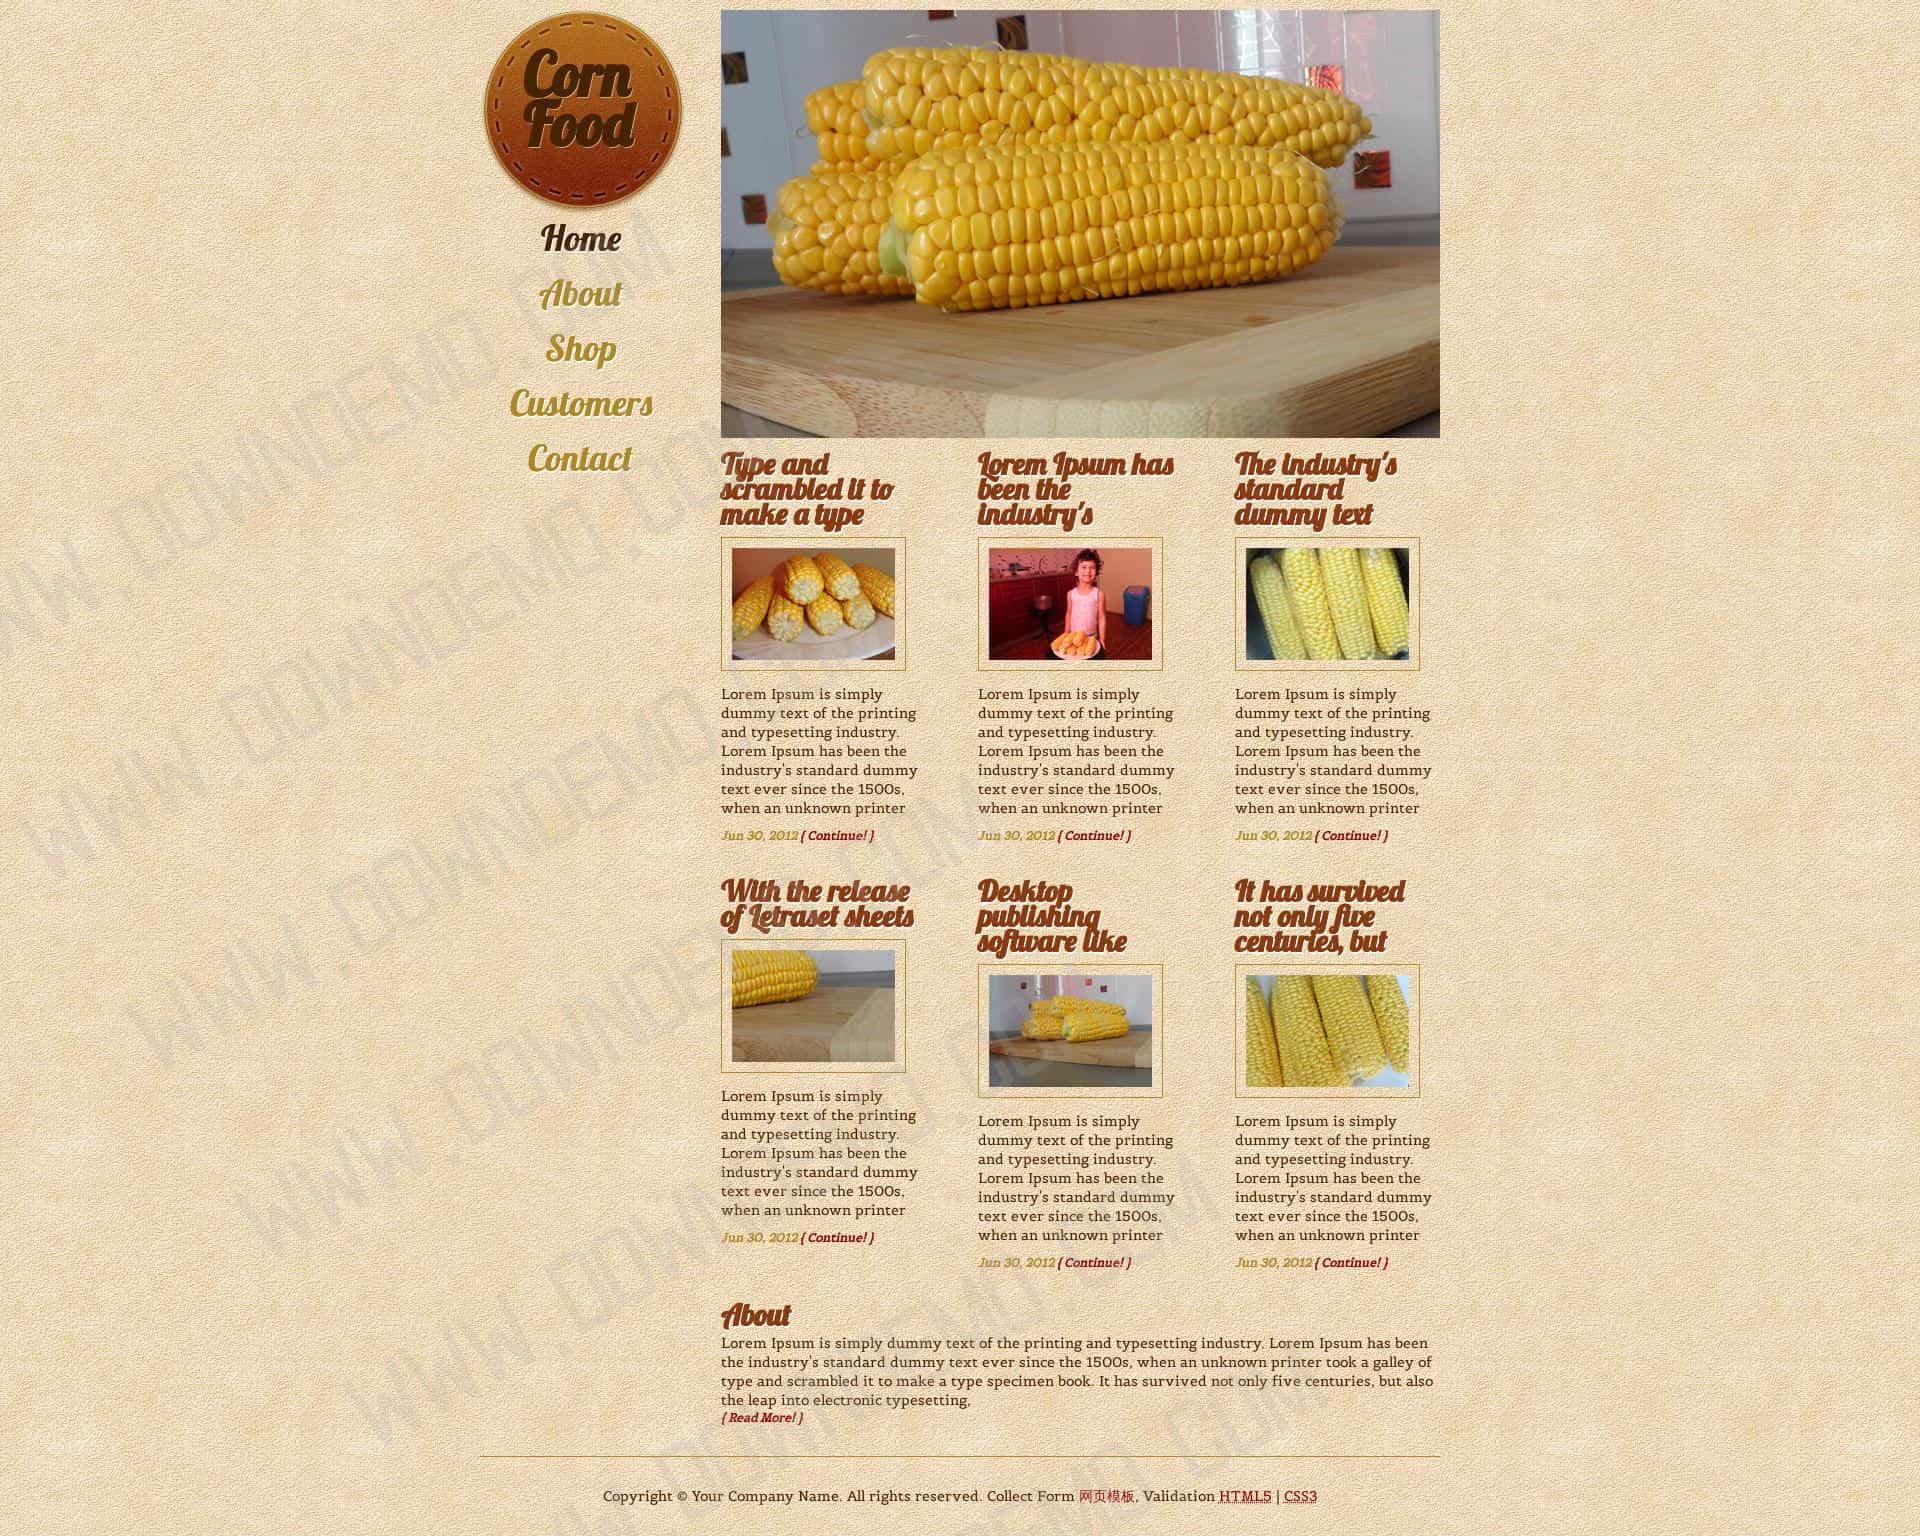 Corn
Food
Home
About
Shop
Customers
Contact
Type and
scrambled it to
make a type
Lorem Ipsum is simply
dummy text of the printing
and typesetting industry.
Lorem Ipsum has been the
industry's standard dummy
text ever since the 1500s,
when an unknown printer
Jun 30, 2012 { Continue! }
Lorem Ipsum has
been the
industry's
Lorem Ipsum is simply
dummy text of the printing
and typesetting industry.
Lorem Ipsum has been the
industry's standard dummy
text ever since the 1500s,
when an unknown printer
Jun 30, 2012 { Continue! }
The industry's
standard
dummy text
Lorem Ipsum is simply
dummy text of the printing
and typesetting industry.
Lorem Ipsum has been the
industry's standard dummy
text ever since the 1500s,
when an unknown printer
Jun 30, 2012 { Continue! }
With the release
of Letraset sheets
Lorem Ipsum is simply
dummy text of the printing
and typesetting industry.
Lorem Ipsum has been the
industry's standard dummy
text ever since the 1500s,
when an unknown printer
Jun 30, 2012 { Continue! }
Desktop
publishing
software like
Lorem Ipsum is simply
dummy text of the printing
and typesetting industry.
Lorem Ipsum has been the
industry's standard dummy
text ever since the 1500s,
when an unknown printer
Jun 30, 2012 { Continue! }
It has survived
not only five
centuries, but
Lorem Ipsum is simply
dummy text of the printing
and typesetting industry.
Lorem Ipsum has been the
industry's standard dummy
text ever since the 1500s,
when an unknown printer
Jun 30, 2012 { Continue! }
About
Lorem Ipsum is simply dummy text of the printing and typesetting industry. Lorem Ipsum has been
the industry's standard dummy text ever since the 1500s, when an unknown printer took a galley of
type and scrambled it to make a type specimen book. It has survived not only five centuries, but also
the leap into electronic typesetting,
{ Read More! }
Copyright © Your Company Name. All rights reserved. Collect Form 网页模板, Validation HTML5 | CSS3
WWW.DOWNDEMO.COM
WWW.DOWNDEMO.COM
WWW.DOWNDEMO.COM
WWW.DOWNDEMO.COM
WWW.DOWNDEMO.COM
WWW.DOWNDEMO.COM